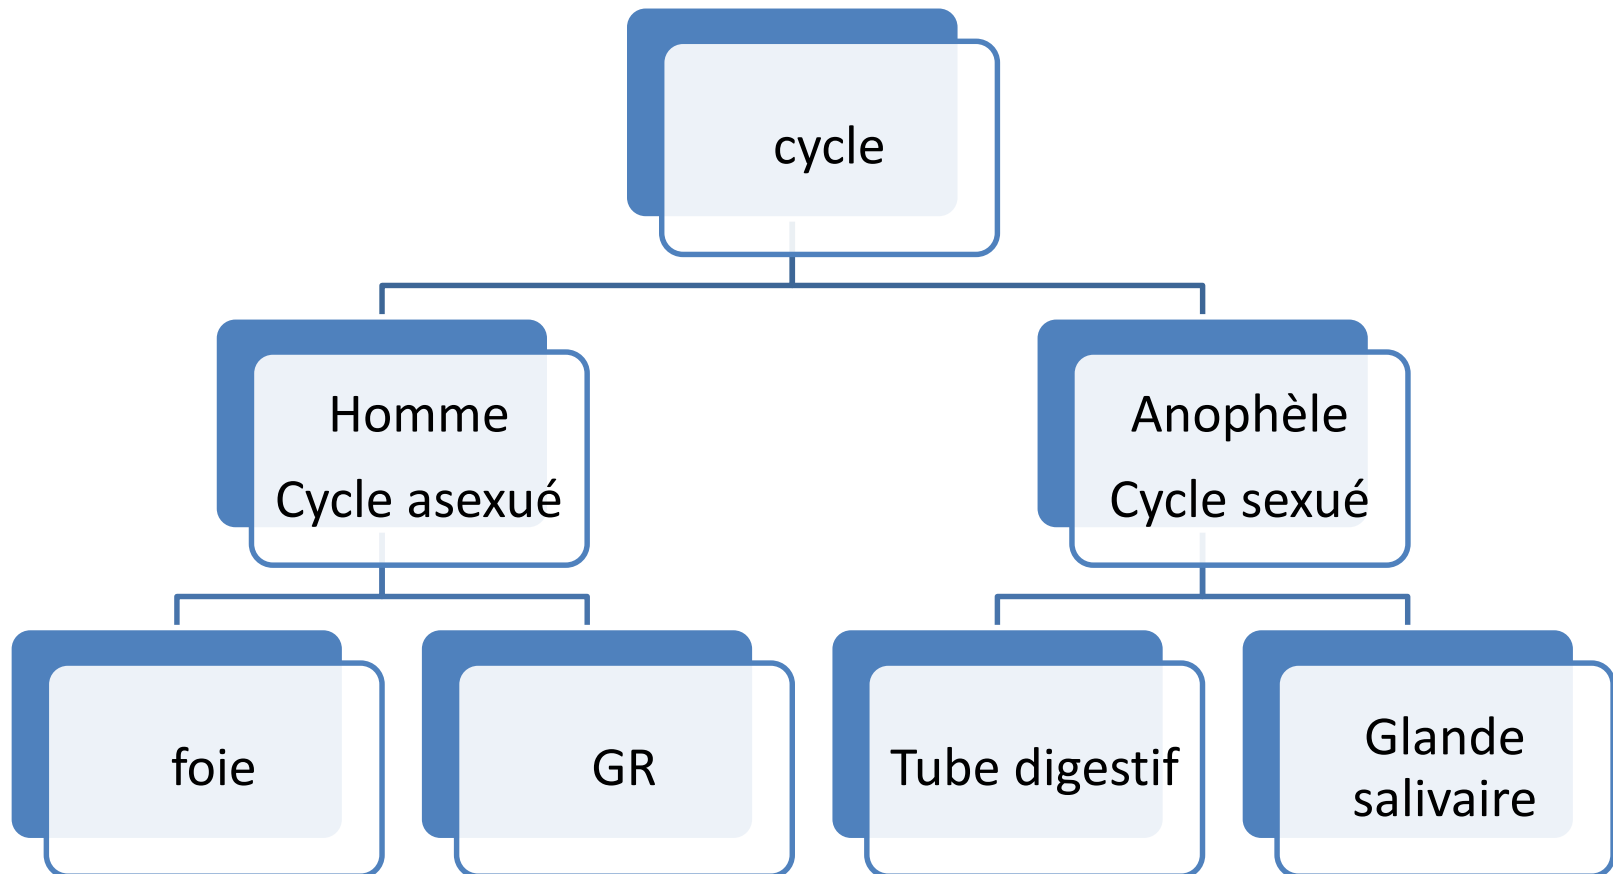 cycle
Homme
Cycle asexué
Anophèle
Cycle sexué
foie
GR
Tube digestif
Glande
salivaire